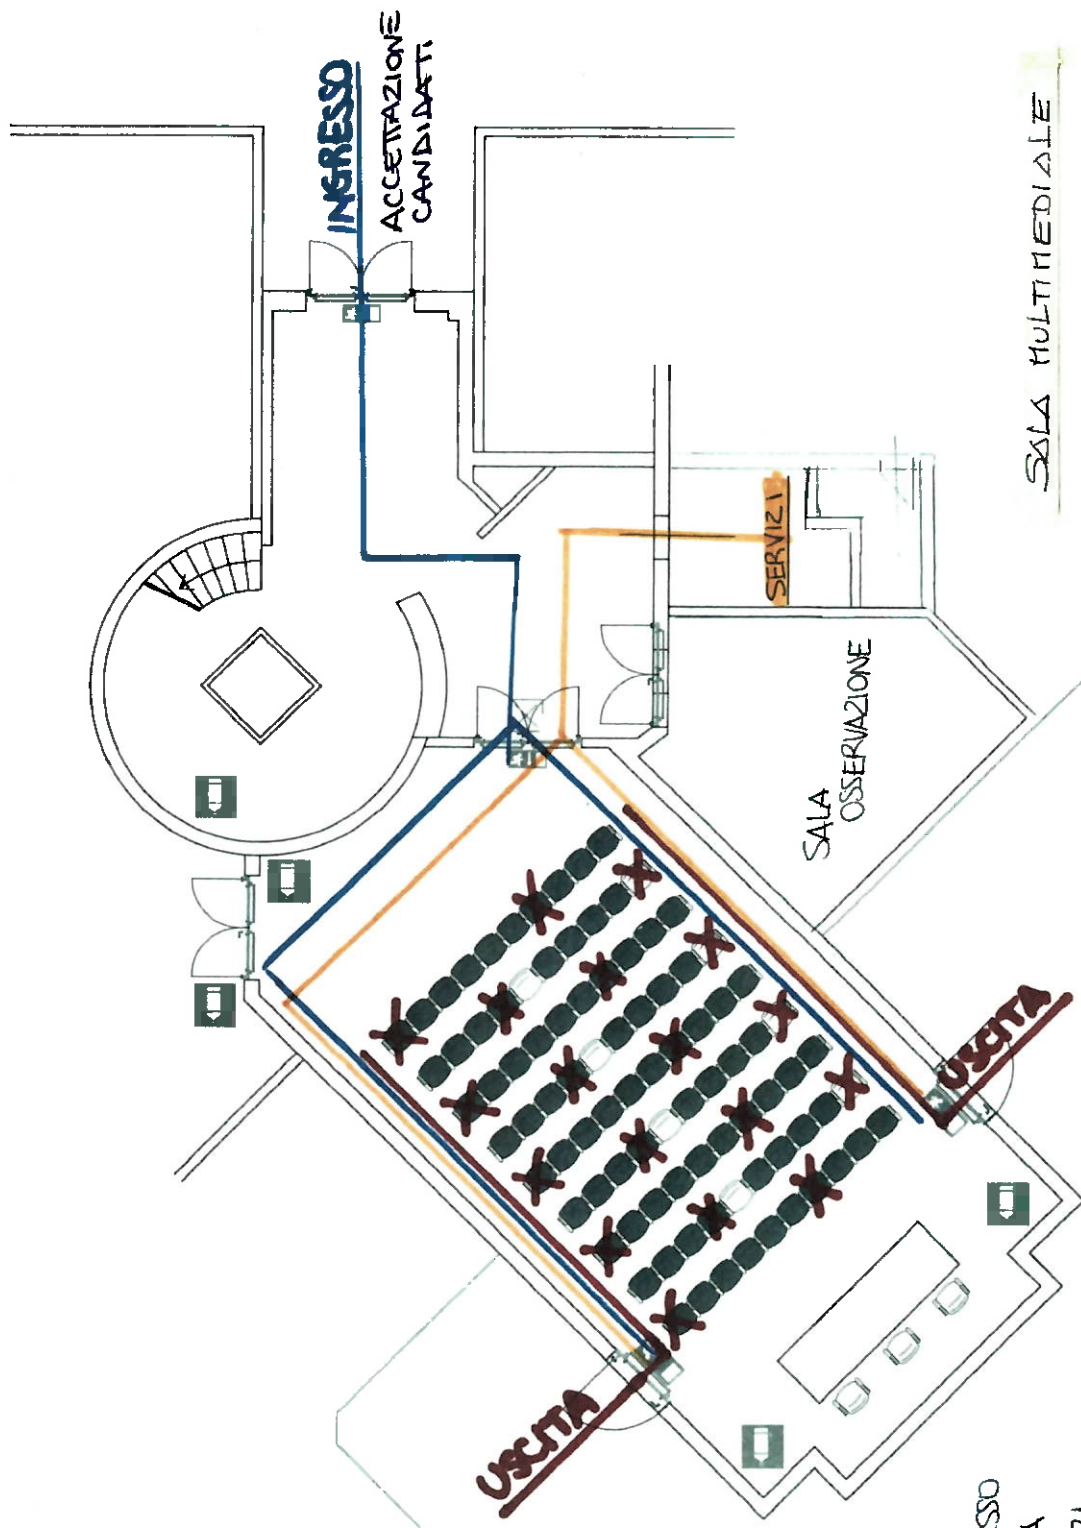 INGRESSO
ACCETTAZIONE
CANDIDATI
SALA MULTIMEDIALE
SERVIZI
SALA
OSSERVAZIONE
USCITA
USCITA